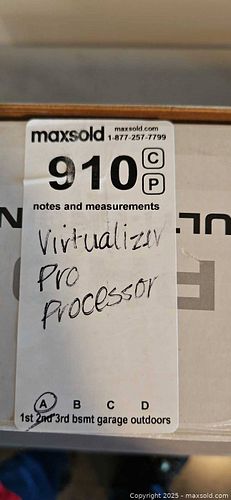 maxsold maxsold.com
1-877-257-7799
910 C
P
notes and measurements
Virtualizer
Pro
Processor
A B C D
1st 2nd 3rd bsmt garage outdoors
Copyright 2025 - maxsold.com